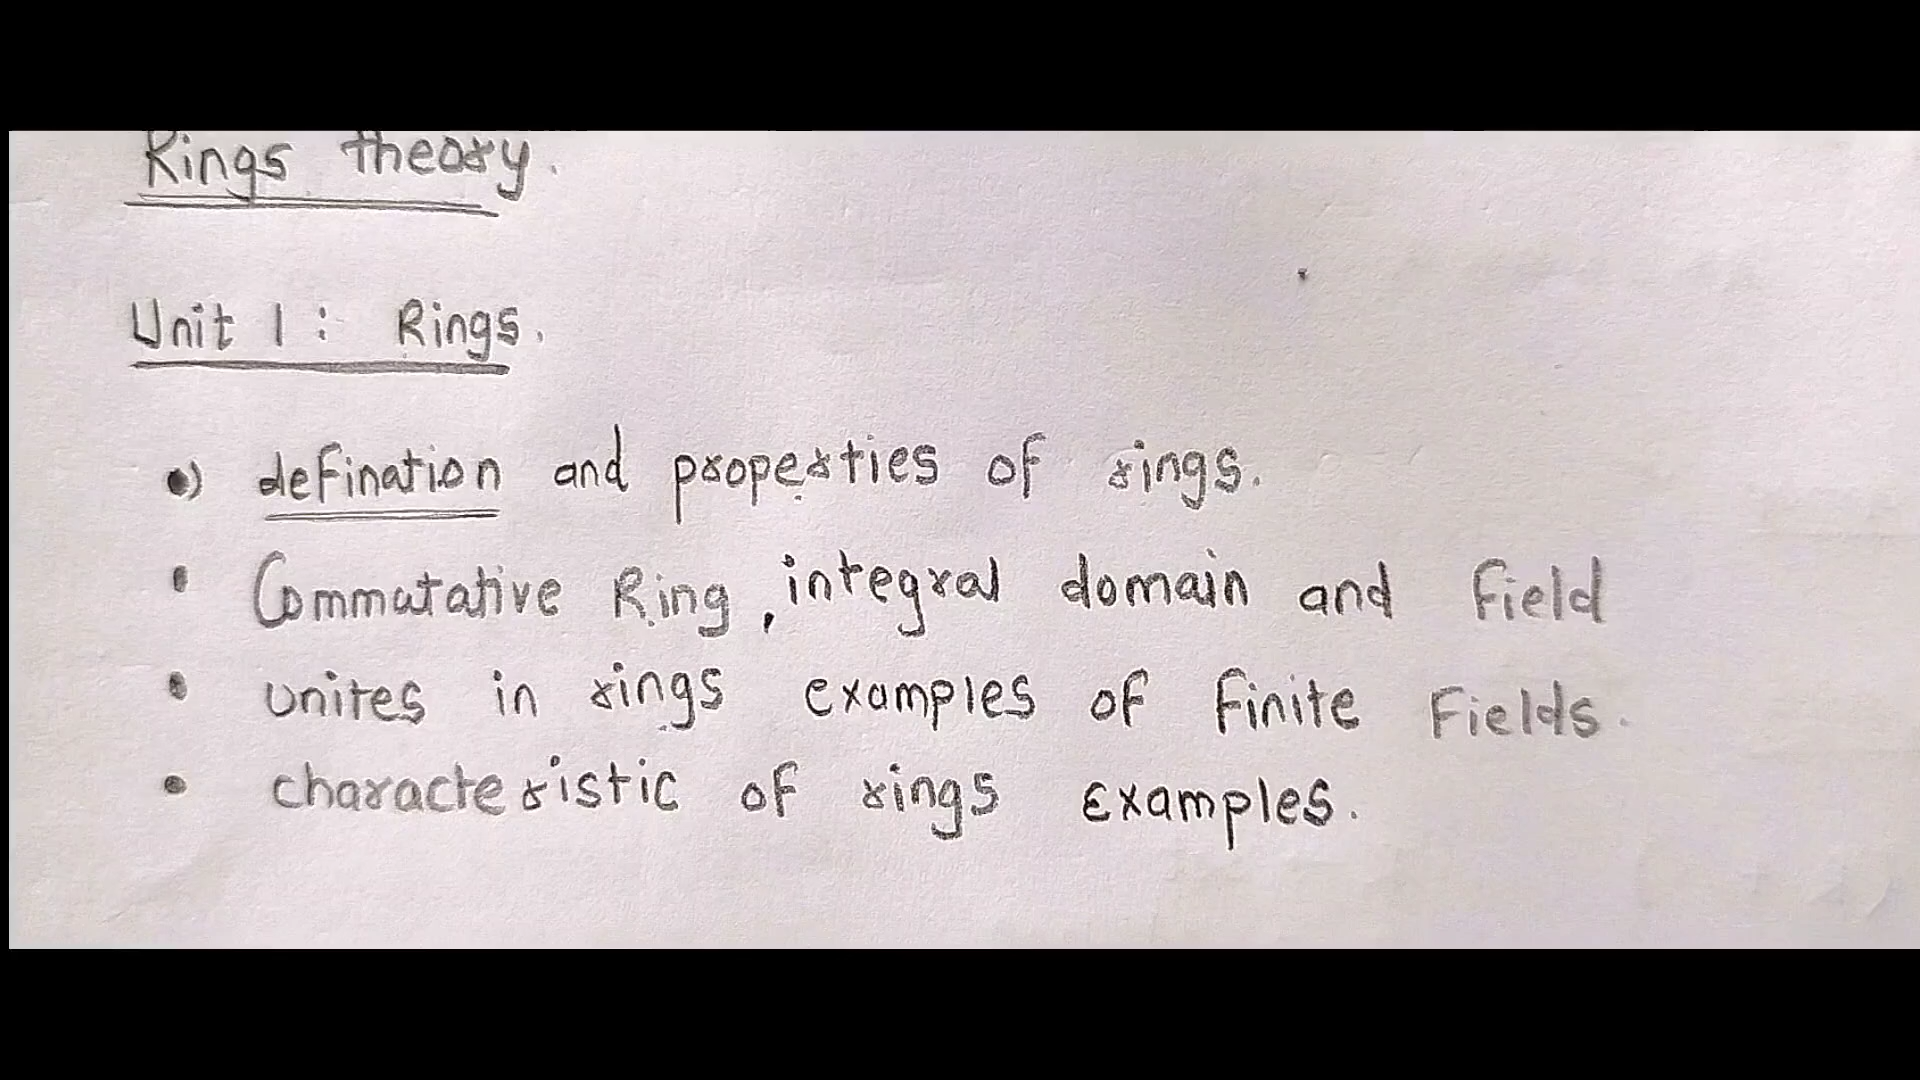 Rings theory.
Unit 1 : Rings.
•) defination and properties of rings.
• Commutative Ring, integral domain and field
• unites in rings examples of finite Fields.
• characteristic of rings Examples.